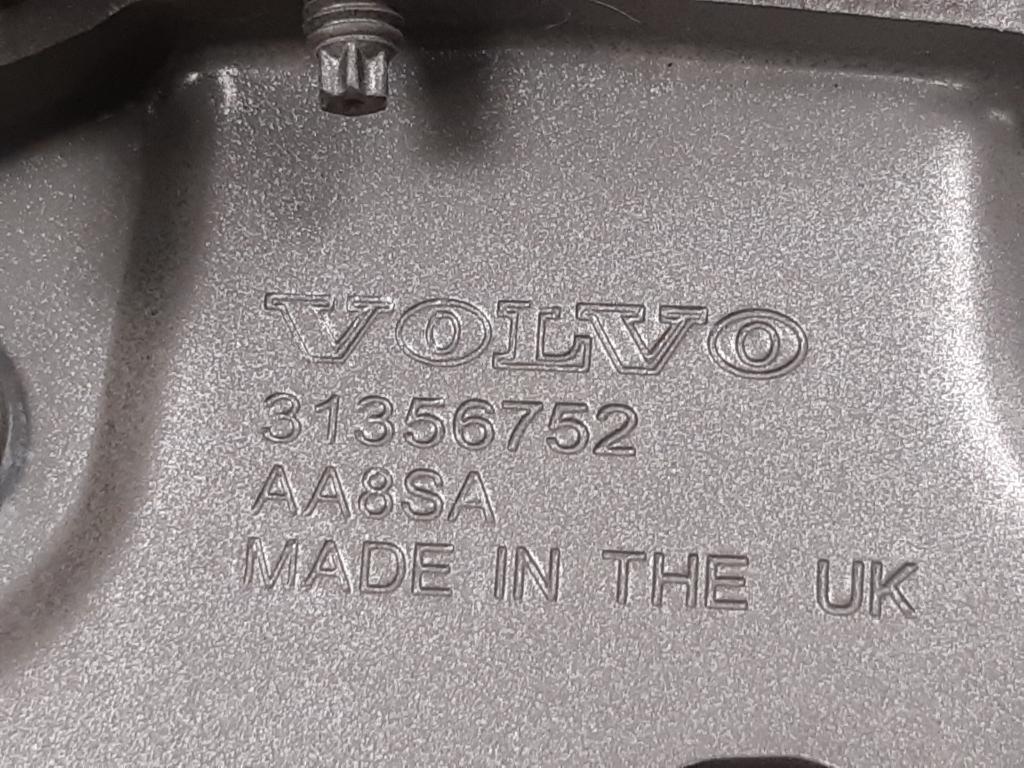 VOLVO
31356752
AA8SA
MADE IN THE UK